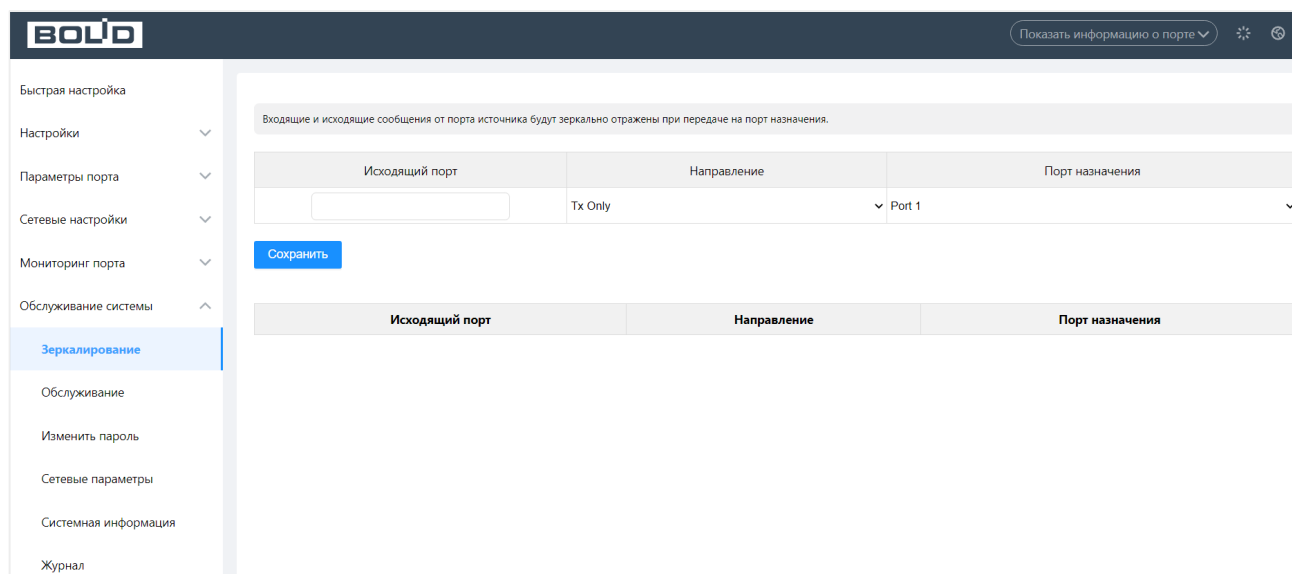 BOLID
Показать информацию о порте
Быстрая настройка
Настройки
Параметры порта
Сетевые настройки
Мониторинг порта
Обслуживание системы
Зеркалирование
Обслуживание
Изменить пароль
Сетевые параметры
Системная информация
Журнал
Входящие и исходящие сообщения от порта источника будут зеркально отражены при передаче на порт назначения.
Исходящий порт Направление Порт назначения
Tx Only Port 1
Сохранить
Исходящий порт Направление Порт назначения